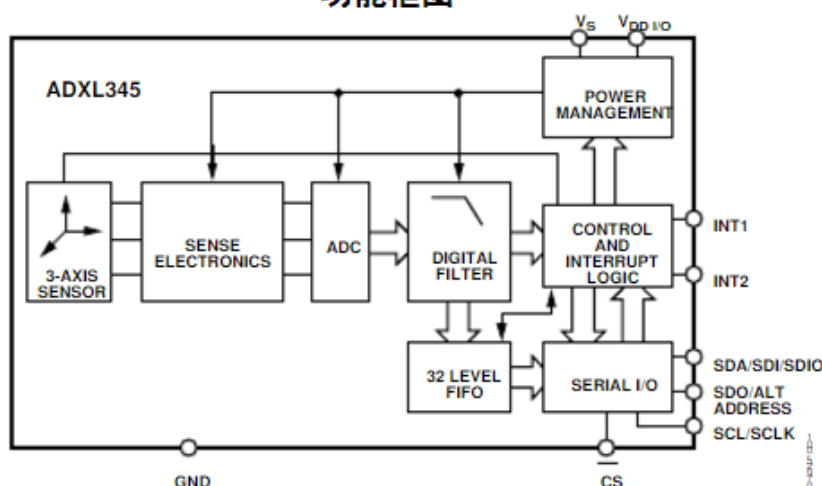 功能框图
VS
VDD I/O
ADXL345
POWER
MANAGEMENT
3-AXIS
SENSOR
SENSE
ELECTRONICS
ADC
DIGITAL
FILTER
CONTROL
AND
INTERRUPT
LOGIC
INT1
INT2
32 LEVEL
FIFO
SERIAL I/O
SDA/SDI/SDIO
SDO/ALT
ADDRESS
SCL/SCLK
GND
CS